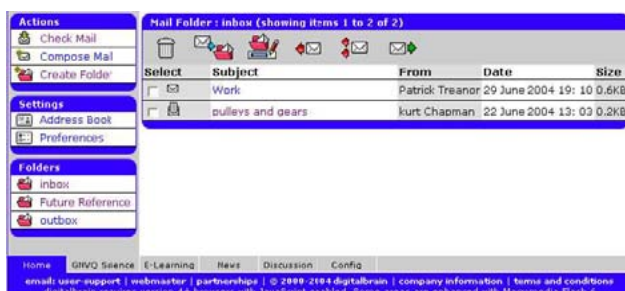 Actions
Check Mail
Compose Mail
Create Folder
Settings
Address Book
Preferences
Folders
inbox
Future Reference
outbox
Mail Folder : inbox (showing items 1 to 2 of 2)
Select Subject From Date Size
Work Patrick Treanor 29 June 2004 19: 10 0.6KB
pulleys and gears kurt Chapman 22 June 2004 13: 03 0.2KB
Home GNVQ Science E-Learning News Discussion Config
email: user-support | webmaster | partnerships | © 2000-2104 digitalbrain | company information | terms and conditions